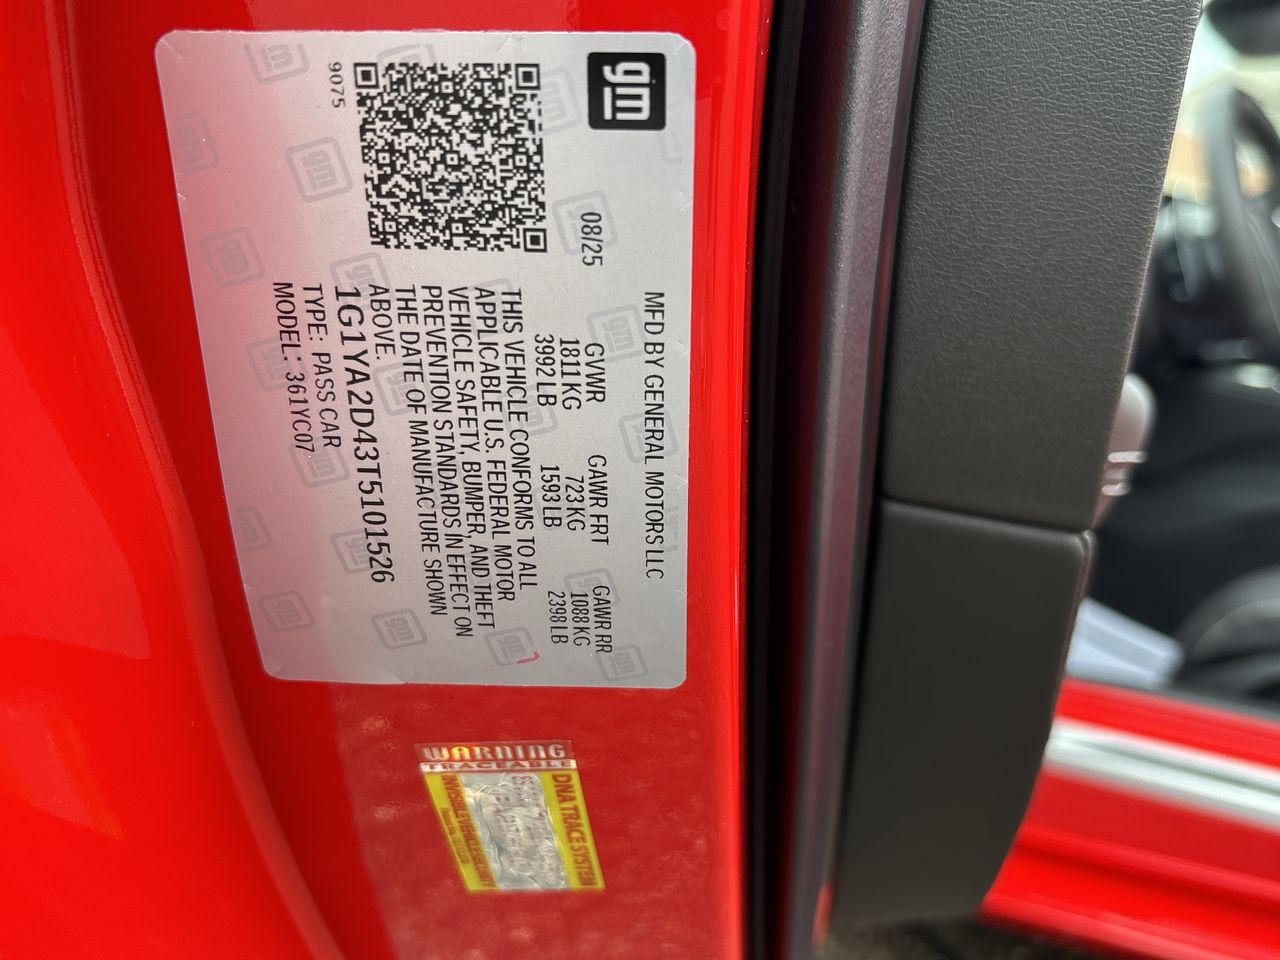 gm
MFD BY GENERAL MOTORS LLC
08/25
GVWR GAWR FRT GAWR RR
1811 KG 723 KG 1088 KG
3992 LB 1593 LB 2398 LB
THIS VEHICLE CONFORMS TO ALL
APPLICABLE U.S. FEDERAL MOTOR
VEHICLE SAFETY, BUMPER, AND THEFT
PREVENTION STANDARDS IN EFFECT ON
THE DATE OF MANUFACTURE SHOWN
ABOVE.
1G1YA2D43T5101526
TYPE: PASS CAR
MODEL: 361YC07
9075
WARNING
TRACEABLE
DNA TRACE SYSTEM